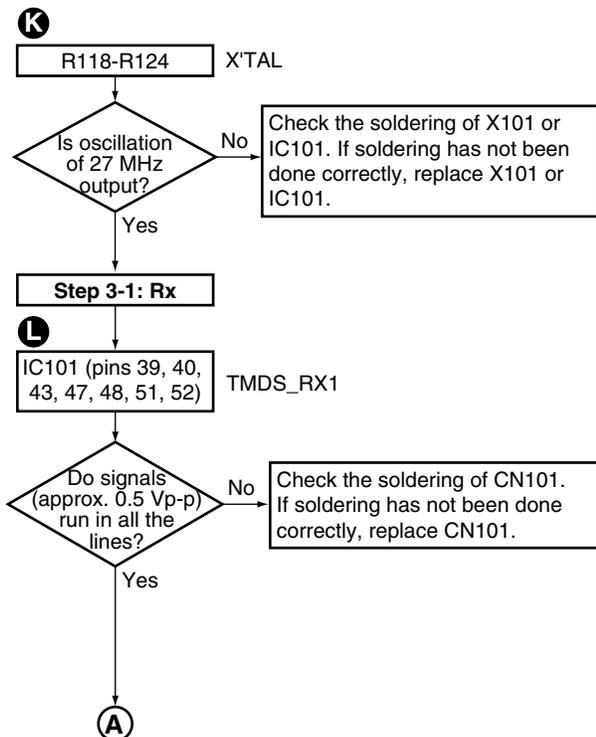 K
R118-R124 X'TAL
Is oscillation
of 27 MHz
output?
No
Check the soldering of X101 or
IC101. If soldering has not been
done correctly, replace X101 or
IC101.
Yes
Step 3-1: Rx
L
IC101 (pins 39, 40,
43, 47, 48, 51, 52)
TMDS_RX1
Do signals
(approx. 0.5 Vp-p)
run in all the
lines?
No
Check the soldering of CN101.
If soldering has not been done
correctly, replace CN101.
Yes
A